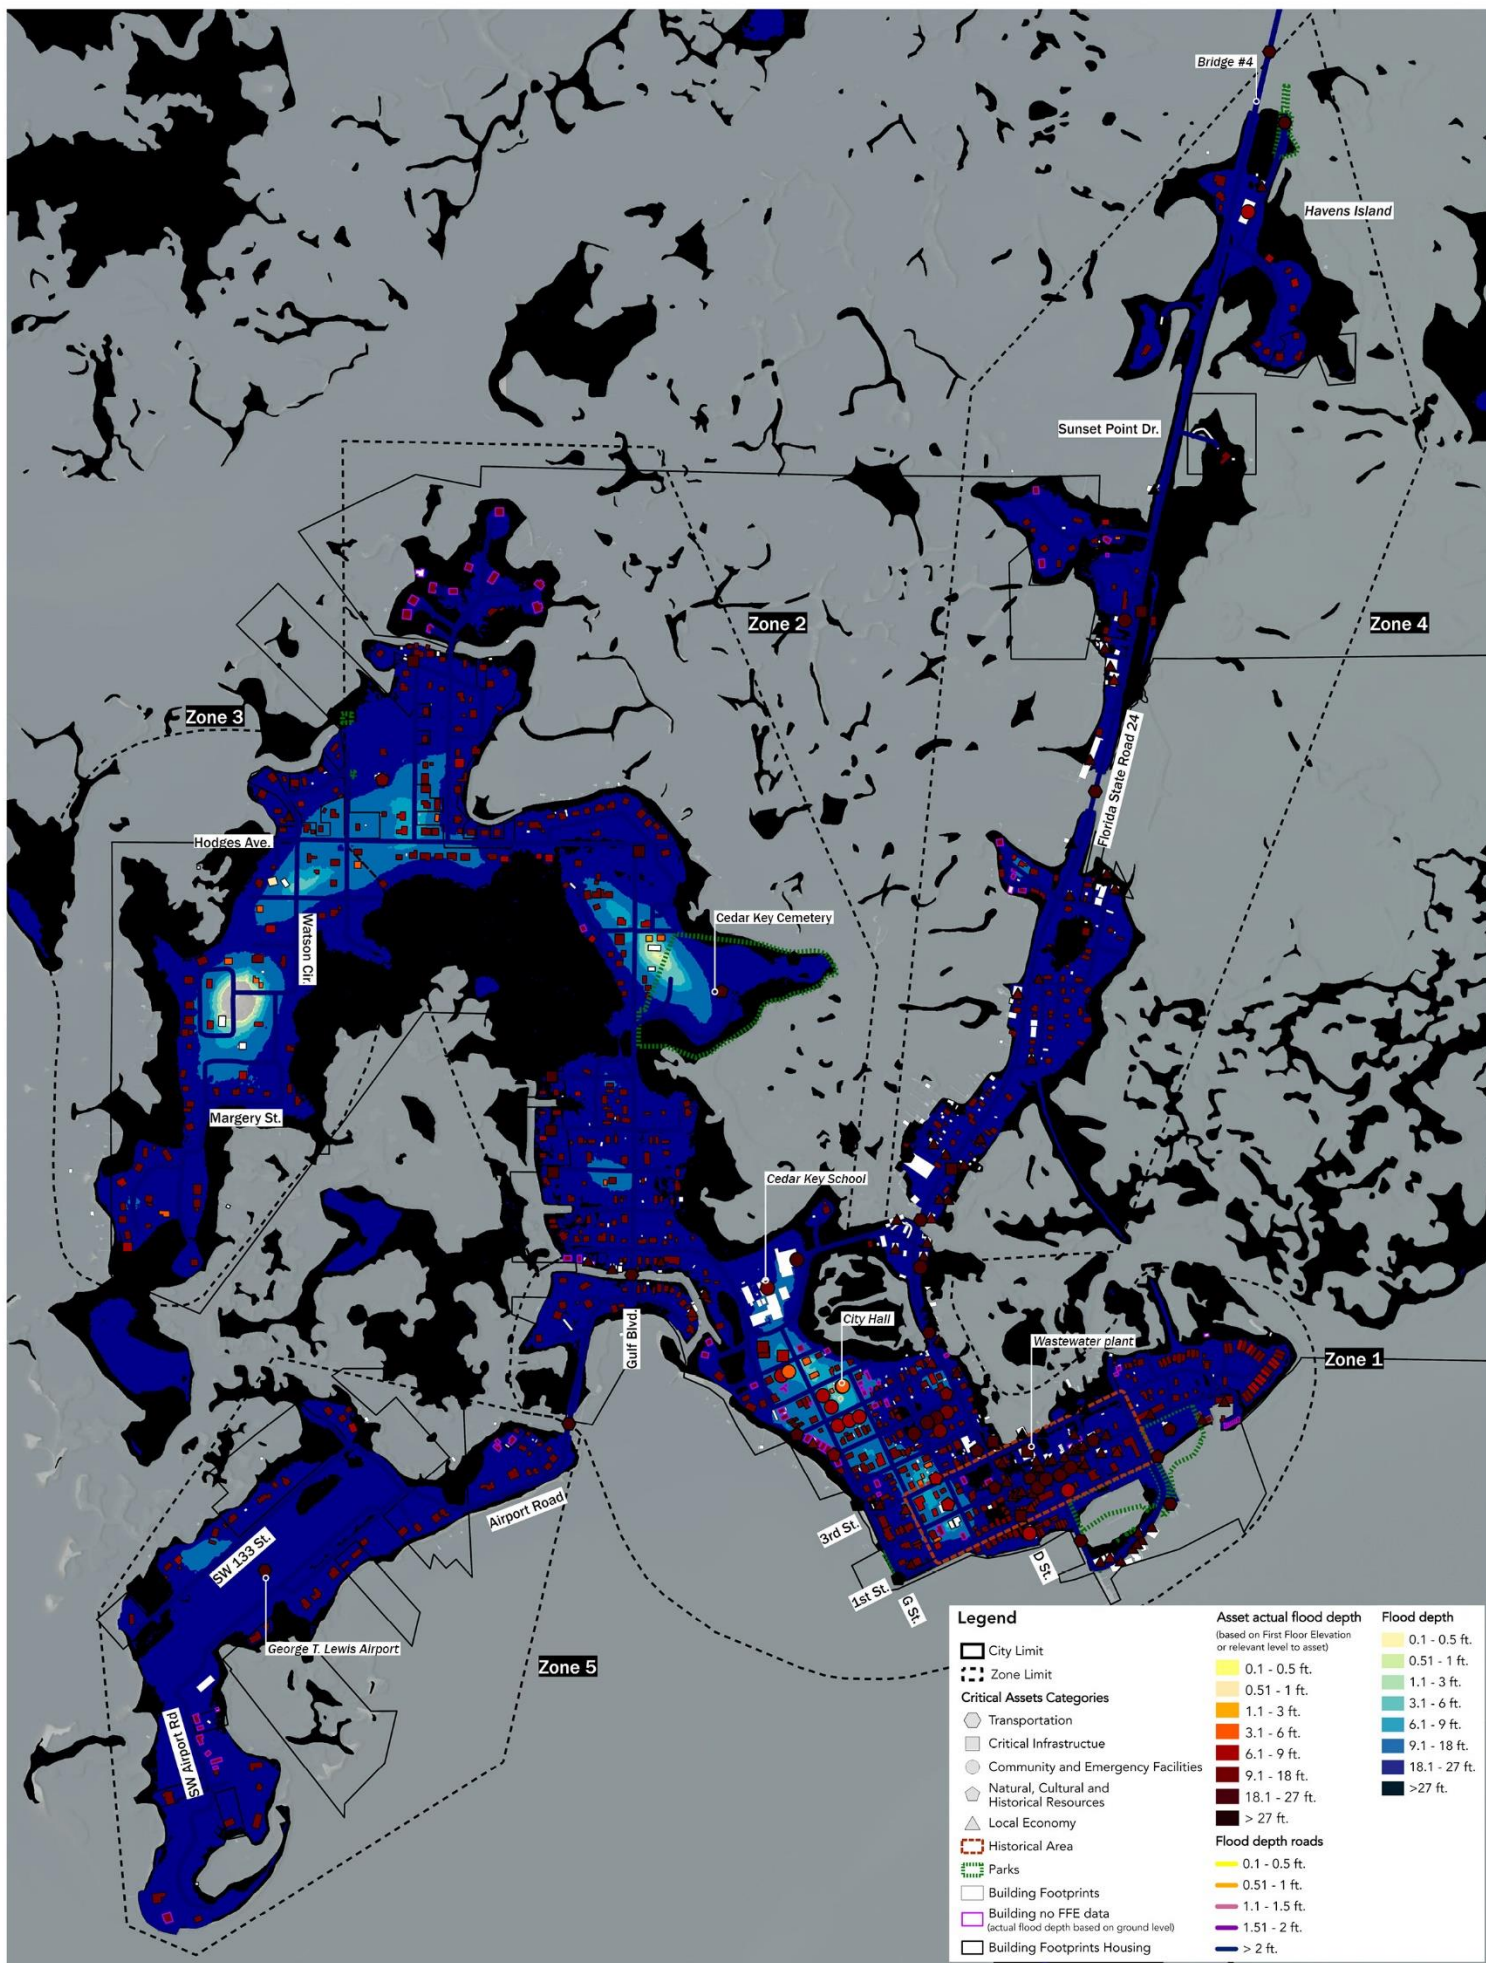 Bridge #4
Havens Island
Sunset Point Dr.
Zone 2
Zone 4
Zone 3
Florida State Road 24
Hodges Ave.
Cedar Key Cemetery
Watson Cir.
Margery St.
Cedar Key School
City Hall
Gulf Blvd.
Wastewater plant
Zone 1
Airport Road
3rd St.
SW 133 St.
D St.
1st St.
G St.
George T. Lewis Airport
Zone 5
SW Airport Rd
Legend
City Limit
Zone Limit
Critical Assets Categories
Transportation
Critical Infrastructue
Community and Emergency Facilities
Natural, Cultural and
Historical Resources
Local Economy
Historical Area
Parks
Building Footprints
Building no FFE data
(actual flood depth based on ground level)
Building Footprints Housing
Asset actual flood depth
(based on First Floor Elevation
or relevant level to asset)
0.1 - 0.5 ft.
0.51 - 1 ft.
1.1 - 3 ft.
3.1 - 6 ft.
6.1 - 9 ft.
9.1 - 18 ft.
18.1 - 27 ft.
> 27 ft.
Flood depth roads
0.1 - 0.5 ft.
0.51 - 1 ft.
1.1 - 1.5 ft.
1.51 - 2 ft.
> 2 ft.
Flood depth
0.1 - 0.5 ft.
0.51 - 1 ft.
1.1 - 3 ft.
3.1 - 6 ft.
6.1 - 9 ft.
9.1 - 18 ft.
18.1 - 27 ft.
>27 ft.